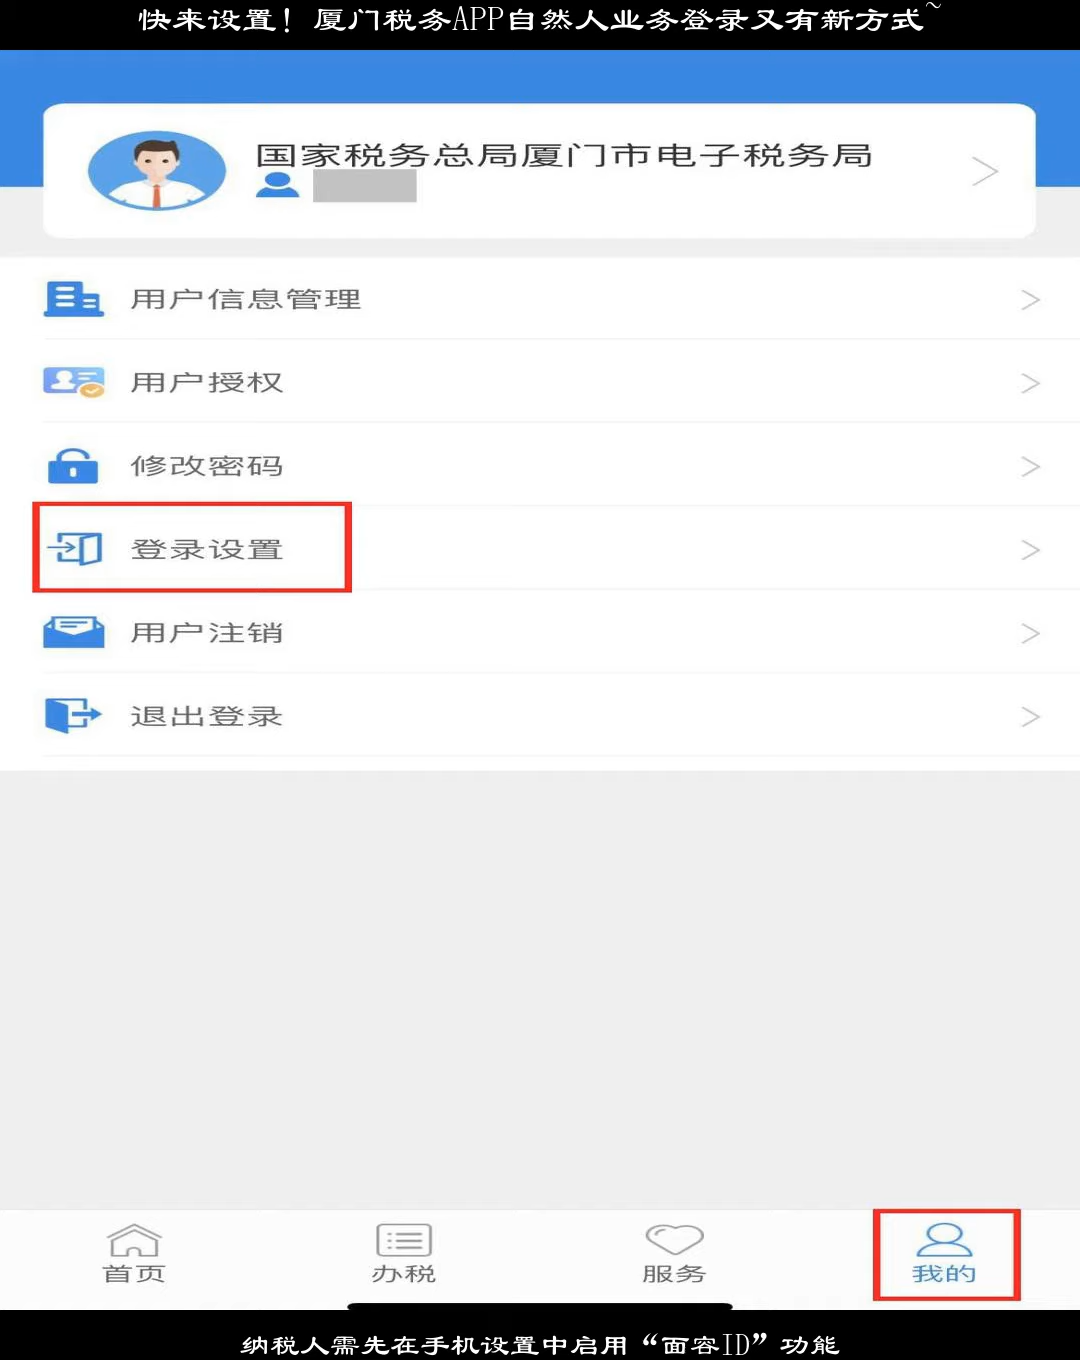 快来设置！厦门税务APP自然人业务登录又有新方式~
国家税务总局厦门市电子税务局
用户信息管理
用户授权
修改密码
登录设置
用户注销
退出登录
首页
办税
服务
我的
纳税人需先在手机设置中启用“面容ID”功能